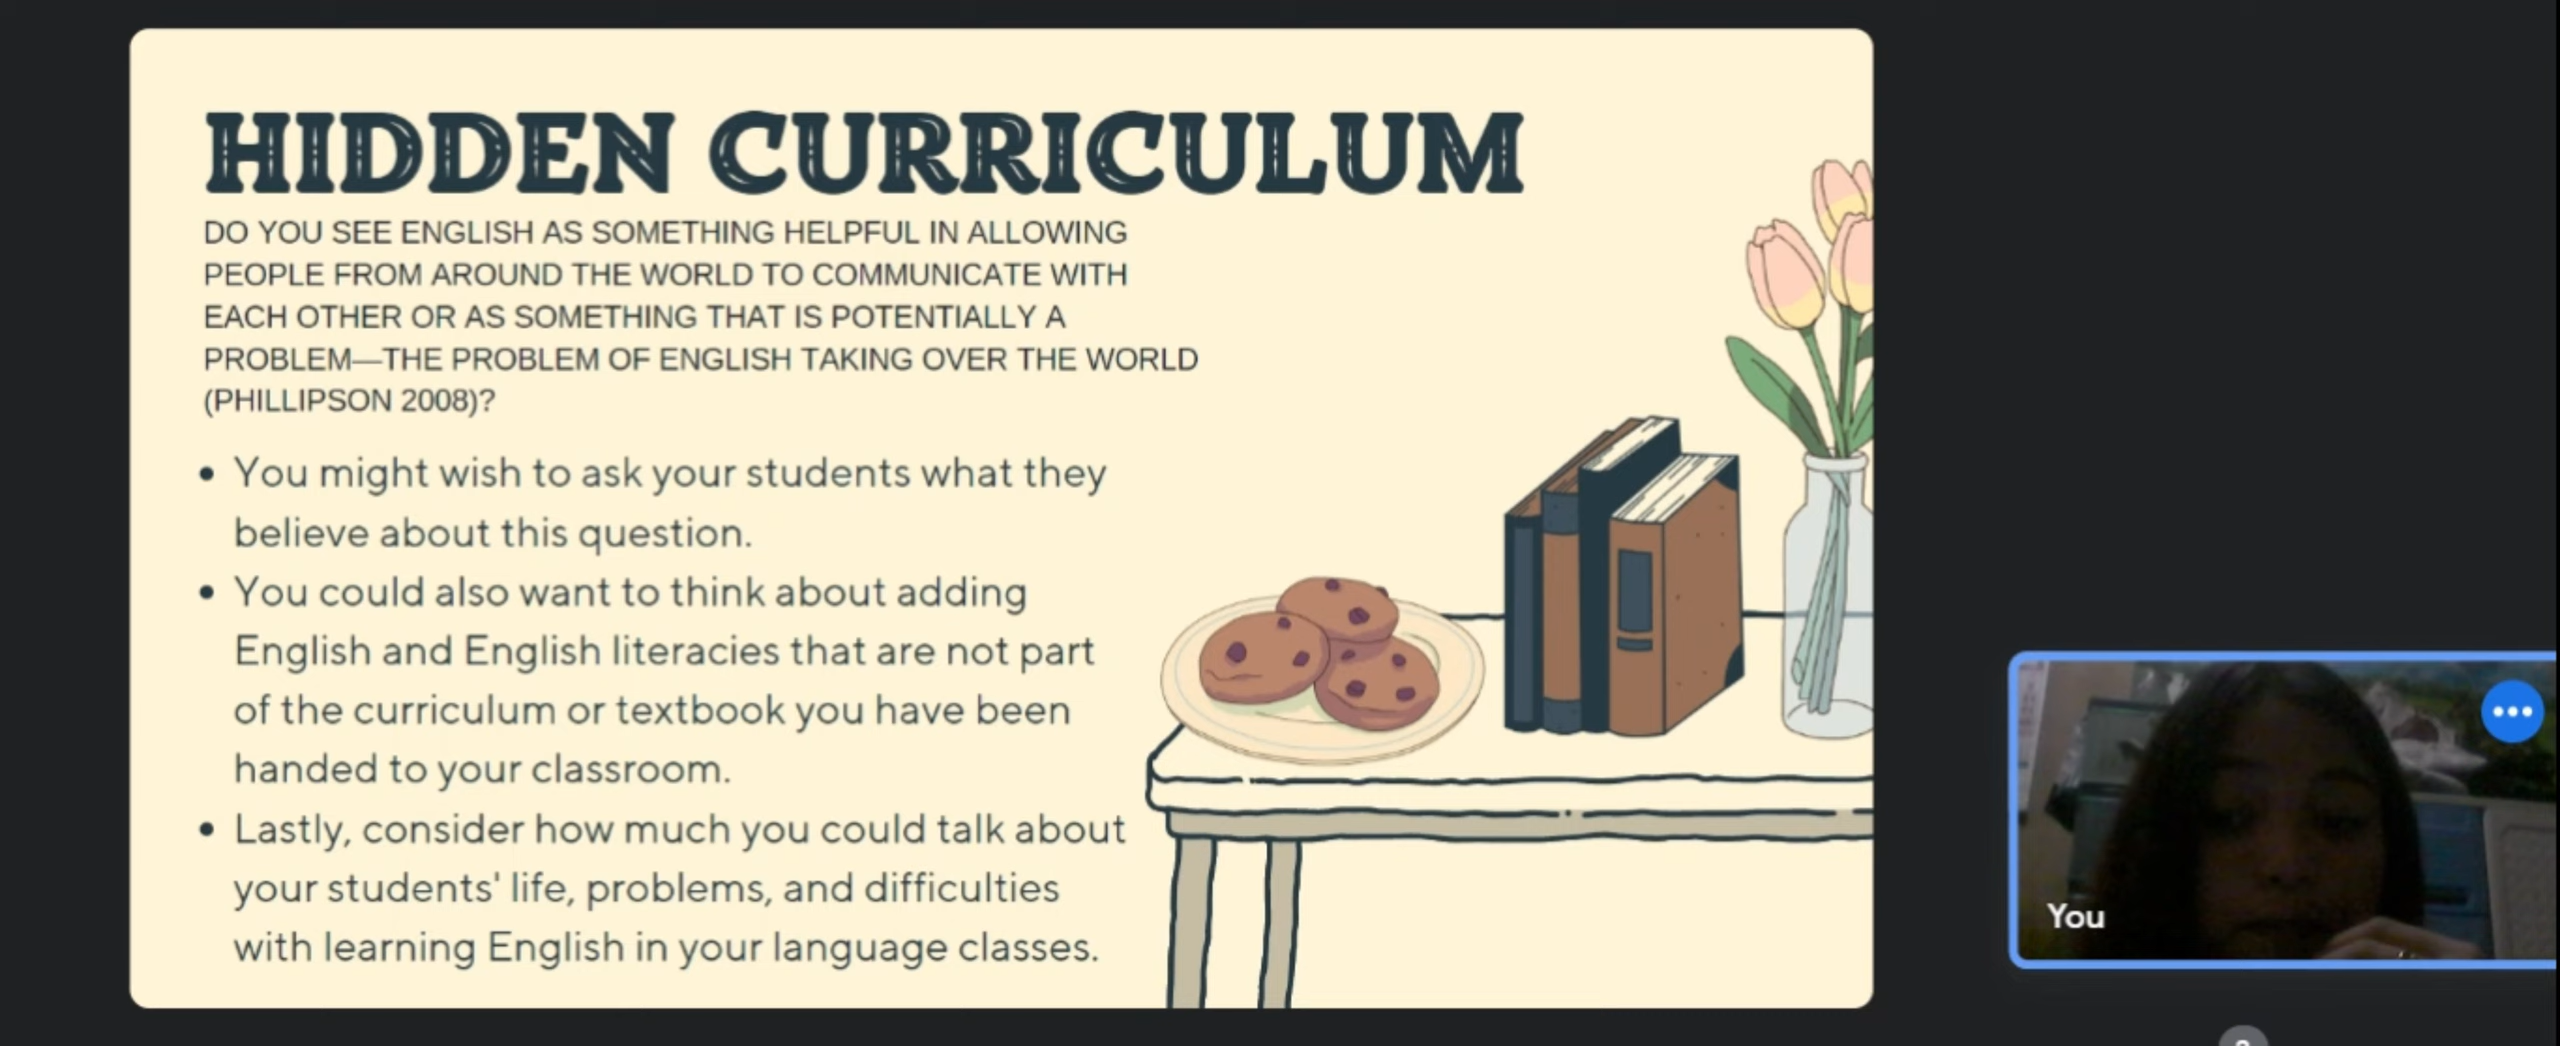 HIDDEN CURRICULUM
DO YOU SEE ENGLISH AS SOMETHING HELPFUL IN ALLOWING
PEOPLE FROM AROUND THE WORLD TO COMMUNICATE WITH
EACH OTHER OR AS SOMETHING THAT IS POTENTIALLY A
PROBLEM—THE PROBLEM OF ENGLISH TAKING OVER THE WORLD
(PHILLIPSON 2008)?
• You might wish to ask your students what they
believe about this question.
• You could also want to think about adding
English and English literacies that are not part
of the curriculum or textbook you have been
handed to your classroom.
• Lastly, consider how much you could talk about
your students' life, problems, and difficulties
with learning English in your language classes.
You